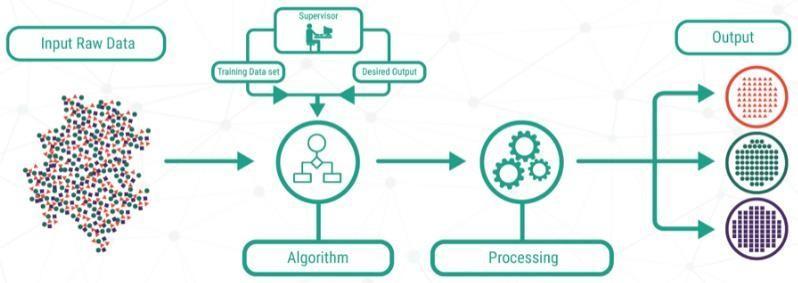 Input Raw Data
Supervisor
Training Data set
Desired Output
Algorithm
Processing
Output